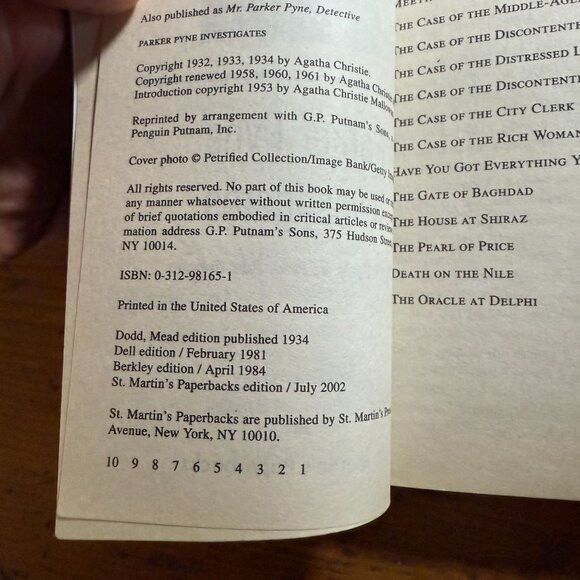 Also published as Mr. Parker Pyne, Detective
PARKER PYNE INVESTIGATES
Copyright 1932, 1933, 1934 by Agatha Christie.
Copyright renewed 1958, 1960, 1961 by Agatha
Introduction copyright 1953 by Agatha Christie
Reprinted by arrangement with G.P. Putnam's Sons,
Penguin Putnam, Inc.
Cover photo © Petrified Collection/Image Bank/Getty
All rights reserved. No part of this book may be used or
any manner whatsoever without written permission
of brief quotations embodied in critical articles or
mation address G.P. Putnam's Sons, 375 Hudson
NY 10014.
ISBN: 0-312-98165-1
Printed in the United States of America
Dodd, Mead edition published 1934
Dell edition / February 1981
Berkley edition / April 1984
St. Martin's Paperbacks edition / July 2002
St. Martin's Paperbacks are published by St. Martin's
Avenue, New York, NY 10010.
10 9 8 7 6 5 4 3 2 1
THE CASE OF THE
THE CASE OF THE
THE CASE OF THE DISTRESSED
THE CASE OF THE
THE CASE OF THE CITY CLERK
THE CASE OF THE RICH WOMAN
HAVE YOU GOT EVERYTHING
THE GATE OF BAGHDAD
THE HOUSE AT SHIRAZ
THE PEARL OF PRICE
DEATH ON THE NILE
THE ORACLE AT DELPHI